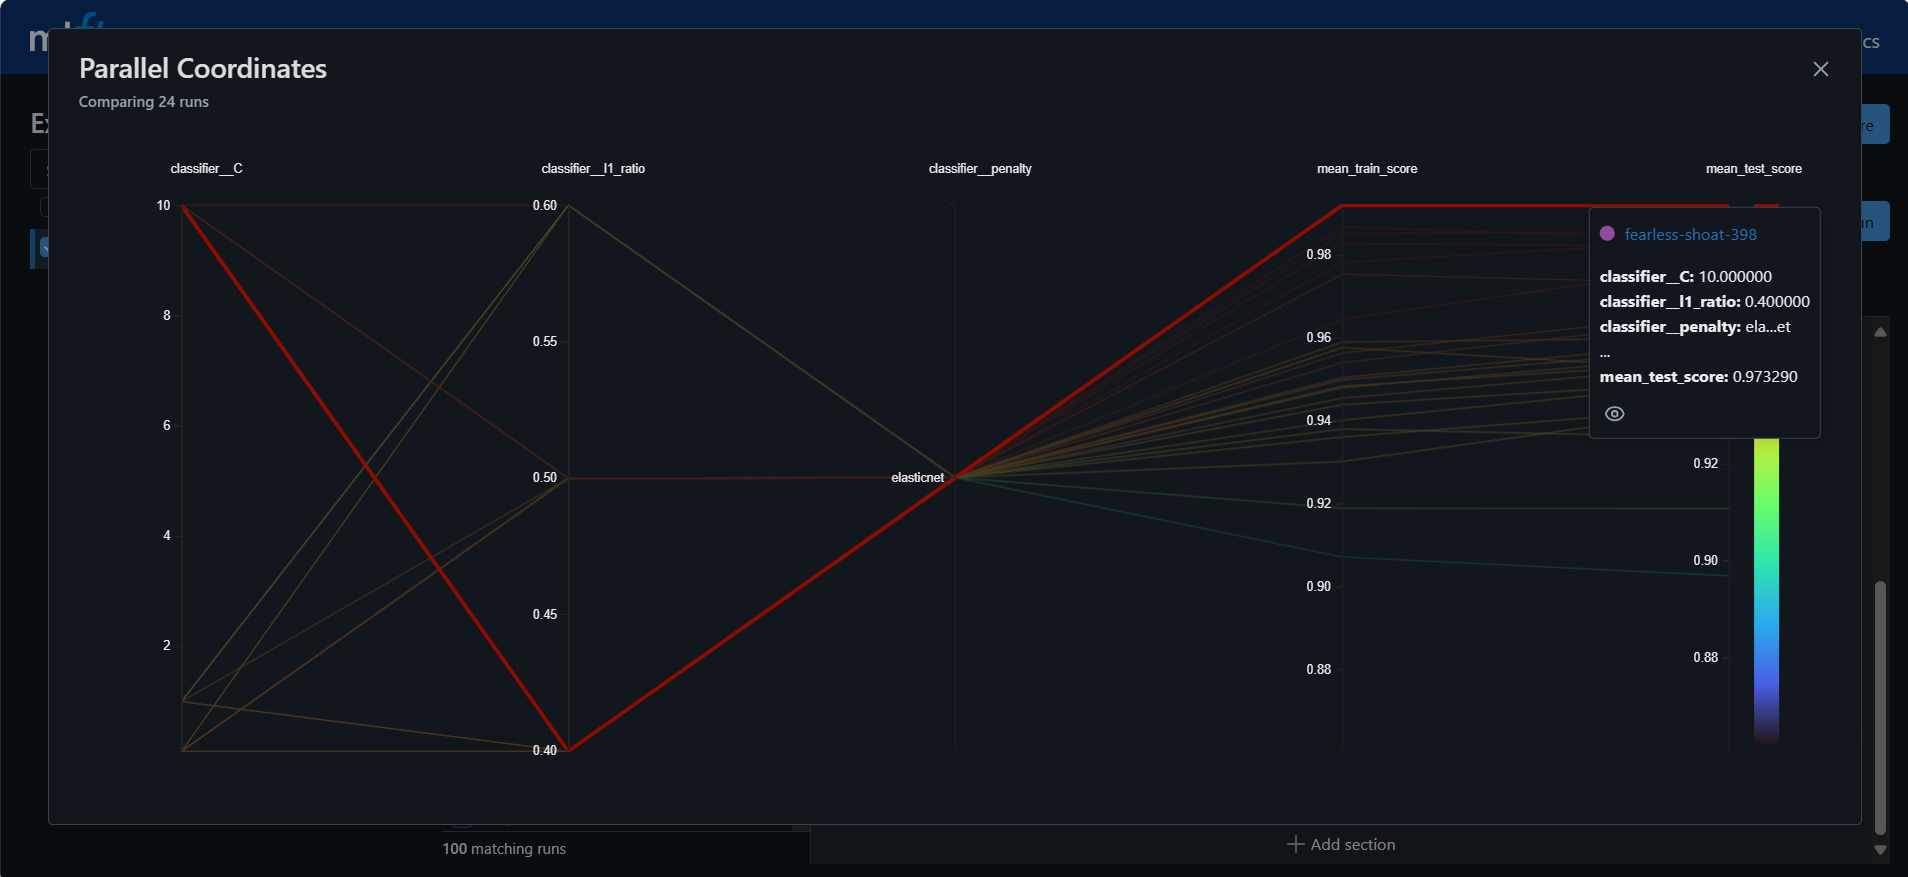 Parallel Coordinates
Comparing 24 runs
classifier__C
classifier__l1_ratio
classifier__penalty
mean_train_score
mean_test_score
10
8
6
4
2
0.60
0.55
0.50
0.45
0.40
elasticnet
0.98
0.96
0.94
0.92
0.90
0.88
0.92
0.90
0.88
fearless-shoat-398
classifier__C: 10.000000
classifier__l1_ratio: 0.400000
classifier__penalty: ela...et
...
mean_test_score: 0.973290
100 matching runs
Add section